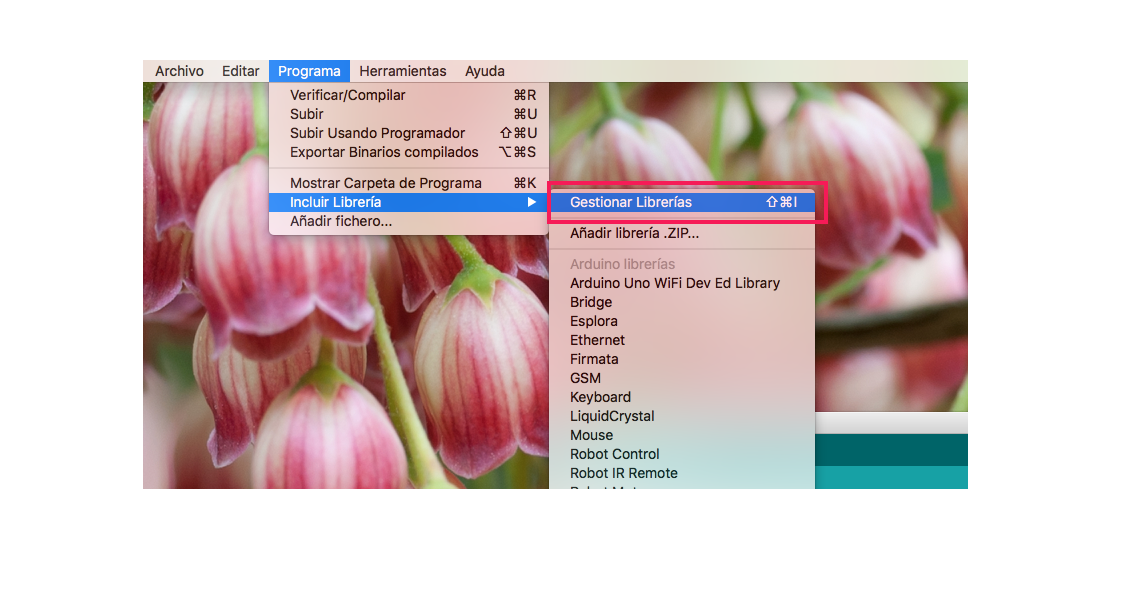 Archivo Editar Programa Herramientas Ayuda
Verificar/Compilar ⌘R
Subir ⌘U
Subir Usando Programador ⇧⌘U
Exportar Binarios compilados ⌥⌘S
Mostrar Carpeta de Programa ⌘K
Incluir Librería ▶
Añadir fichero...
Gestionar Librerías ⇧⌘I
Añadir librería .ZIP...
Arduino librerías
Arduino Uno WiFi Dev Ed Library
Bridge
Esplora
Ethernet
Firmata
GSM
Keyboard
LiquidCrystal
Mouse
Robot Control
Robot IR Remote